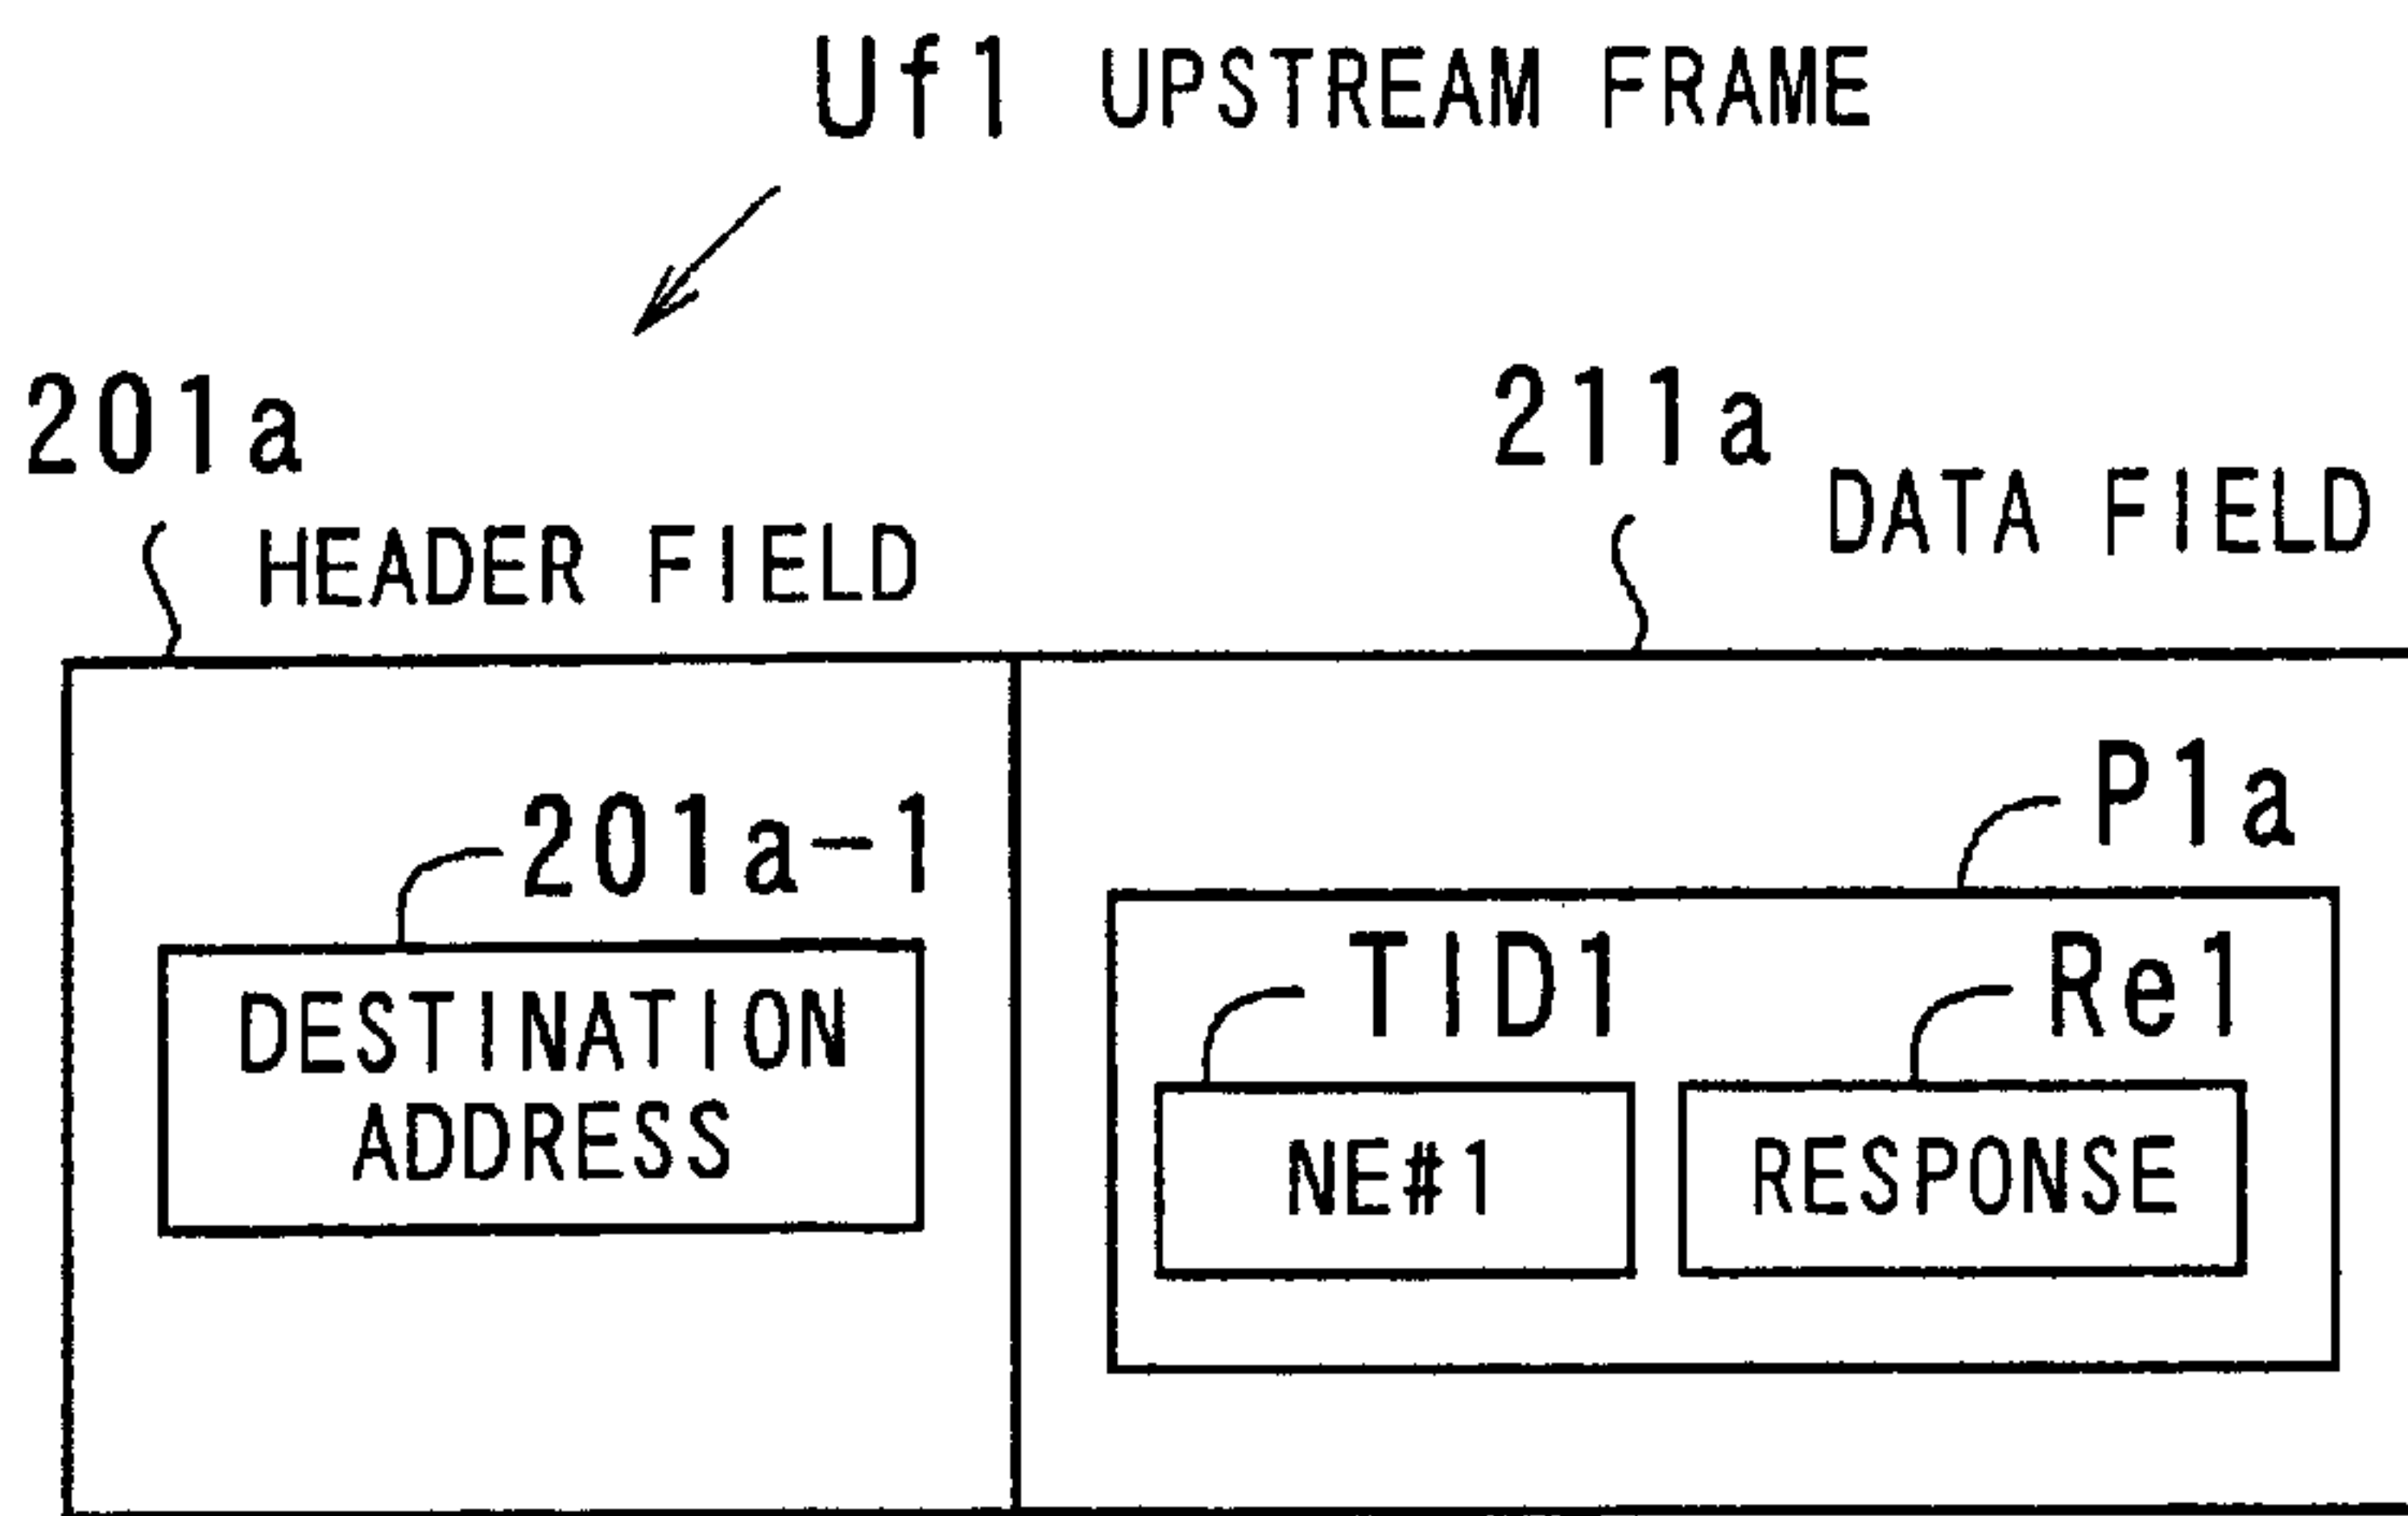 Uf1 UPSTREAM FRAME
201a
HEADER FIELD
211a
DATA FIELD
201a-1
DESTINATION
ADDRESS
P1a
TID1
Re1
NE#1
RESPONSE